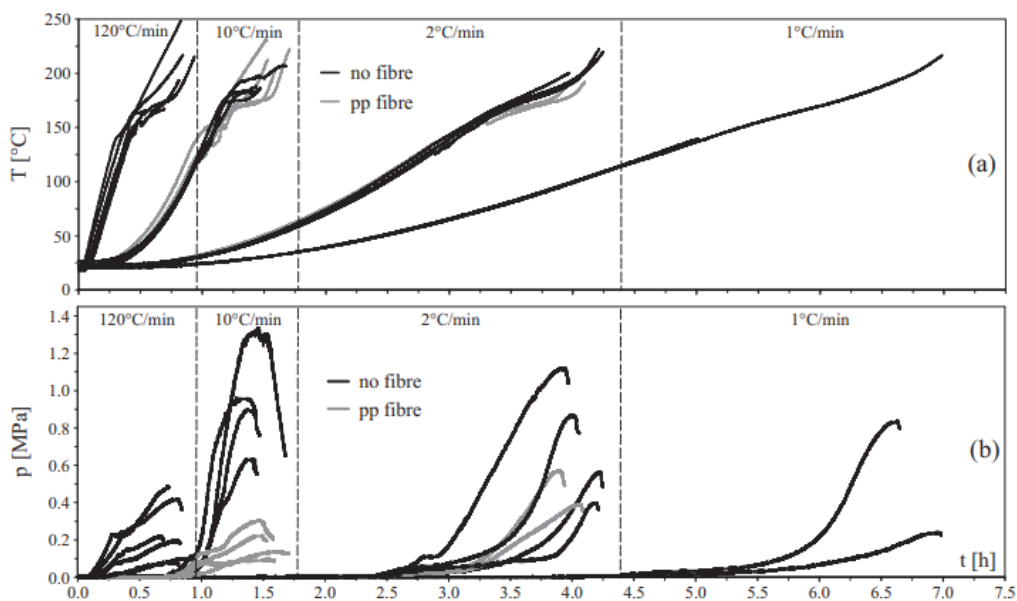 250
200
150
100
50
0
T [°C]
120°C/min 10°C/min 2°C/min 1°C/min
no fibre
pp fibre
(a)
1.4
1.2
1.0
0.8
0.6
0.4
0.2
0.0
p [MPa]
120°C/min 10°C/min 2°C/min 1°C/min
no fibre
pp fibre
(b)
t [h]
0.0 0.5 1.0 1.5 2.0 2.5 3.0 3.5 4.0 4.5 5.0 5.5 6.0 6.5 7.0 7.5